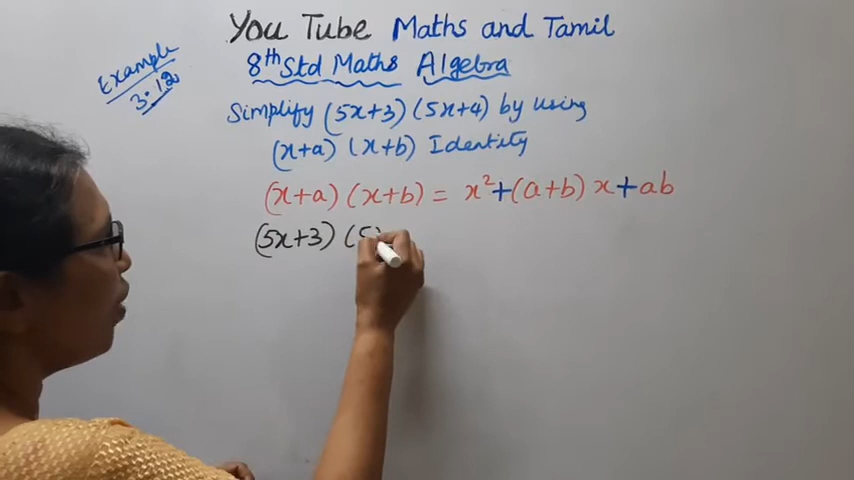 You Tube Maths and Tamil
8th Std Maths Algebra
Example 3.12
Simplify (5x+3) (5x+4) by using
(x+a) (x+b) Identity
(x+a) (x+b) = x²+(a+b) x+ab
(5x+3) (5